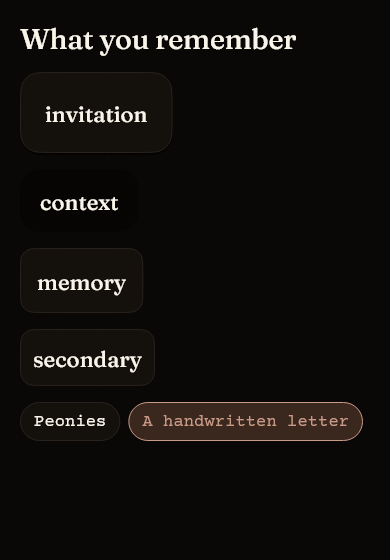 What you remember
invitation
context
memory
secondary
Peonies A handwritten letter